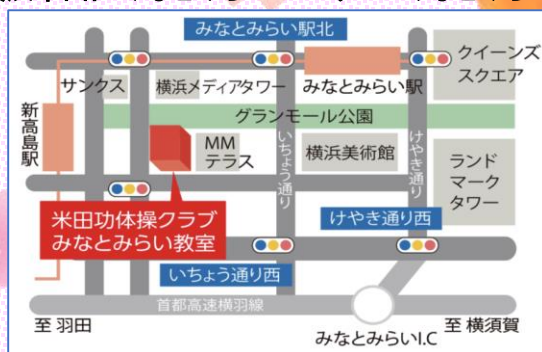 みなとみらい駅北
クイーンズ
スクエア
サンクス
横浜メディアタワー
みなとみらい駅
新高島駅
グランモール公園
MM
テラス
いちょう通り
横浜美術館
けやき通り
ランド
マーク
タワー
米田功体操クラブ
みなとみらい教室
けやき通り西
いちょう通り西
首都高速横羽線
至 羽田
みなとみらいI.C
至 横須賀